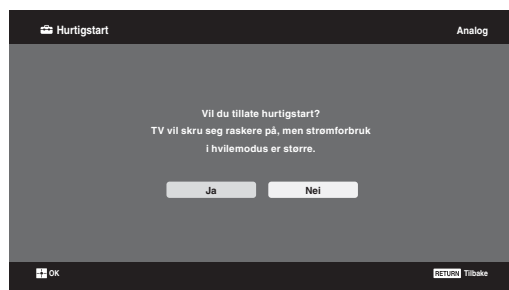 Hurtigstart Analog
Vil du tillate hurtigstart?
TV vil skru seg raskere på, men strømforbruk
i hvilemodus er større.
Ja Nei
OK RETURN Tilbake